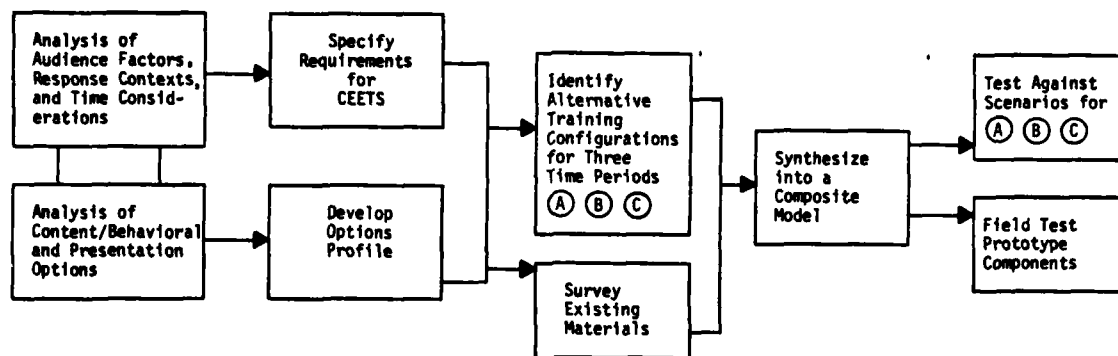 Analysis of
Audience Factors,
Response Contexts,
and Time Consid-
erations
Specify
Requirements
for
CEETS
Identify
Alternative
Training
Configurations
for Three
Time Periods
A B C
Test Against
Scenarios for
A B C
Synthesize
into a
Composite
Model
Analysis of
Content/Behavioral
and Presentation
Options
Develop
Options
Profile
Survey
Existing
Materials
Field Test
Prototype
Components